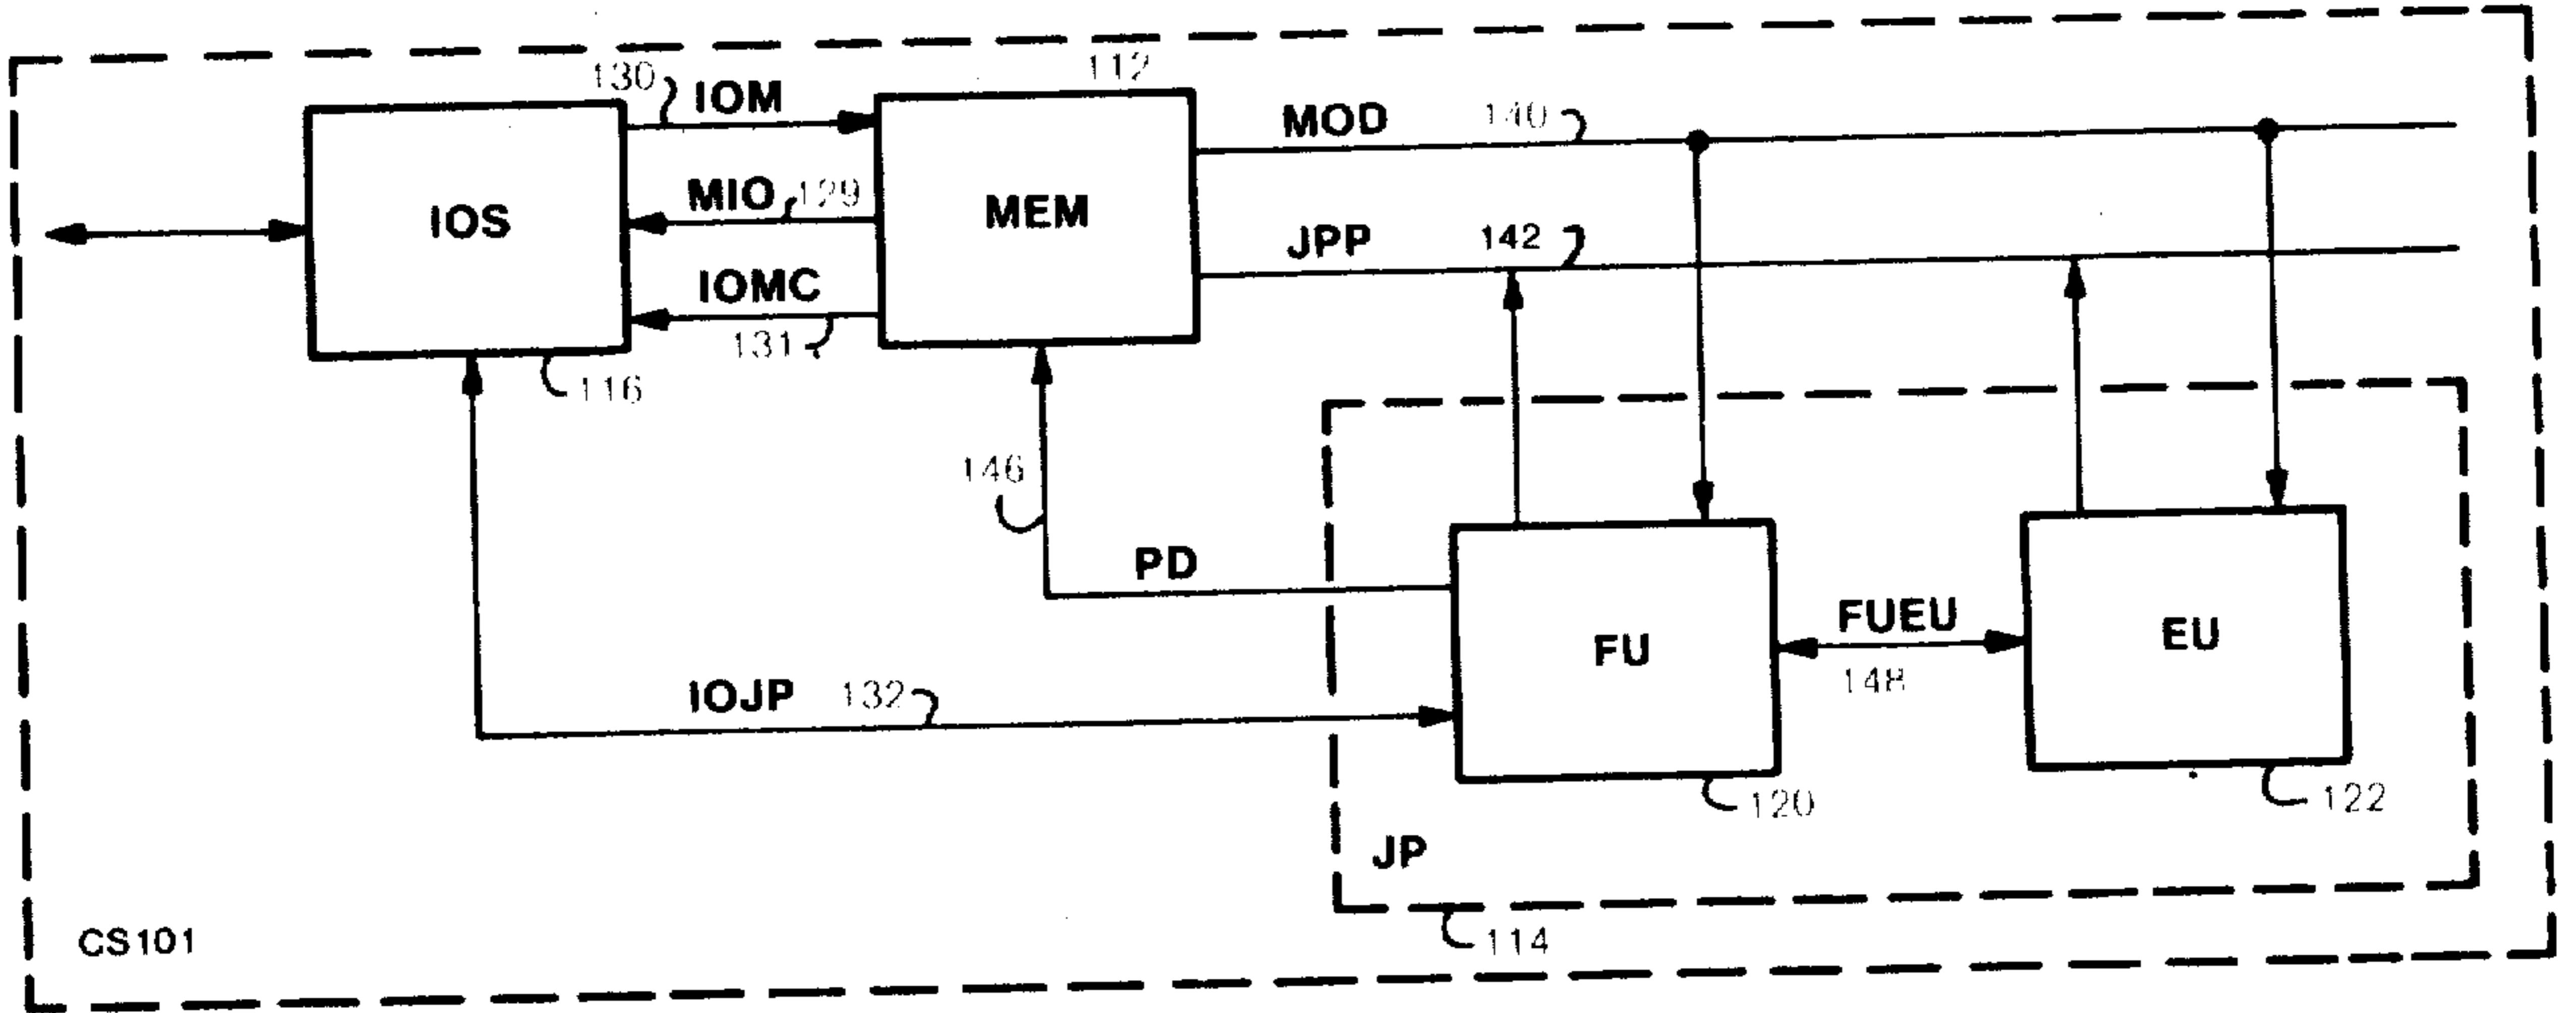 130 IOM
112
MOD 140
MIO 129
IOS
MEM
JPP 142
IOMC
131
116
146
PD
FUEU
FU
EU
148
IOJP 132
120
122
JP
114
CS101